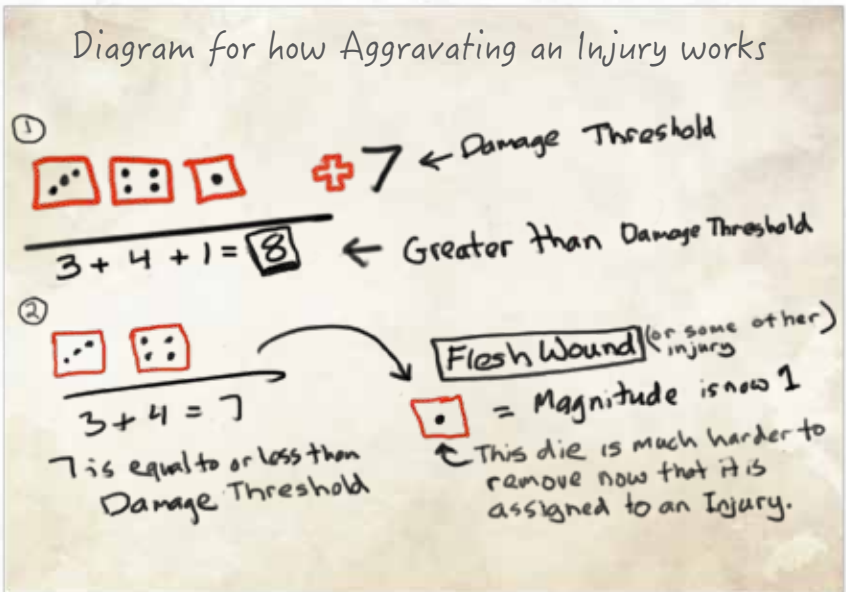 Diagram for how Aggravating an Injury works
①
7 ← Damage Threshold
3 + 4 + 1 = 8 ← Greater than Damage Threshold
②
3 + 4 = 7
7 is equal to or less than
Damage Threshold
Flesh Wound (or some other)
injury
= Magnitude is now 1
This die is much harder to
remove now that it is
assigned to an Injury.